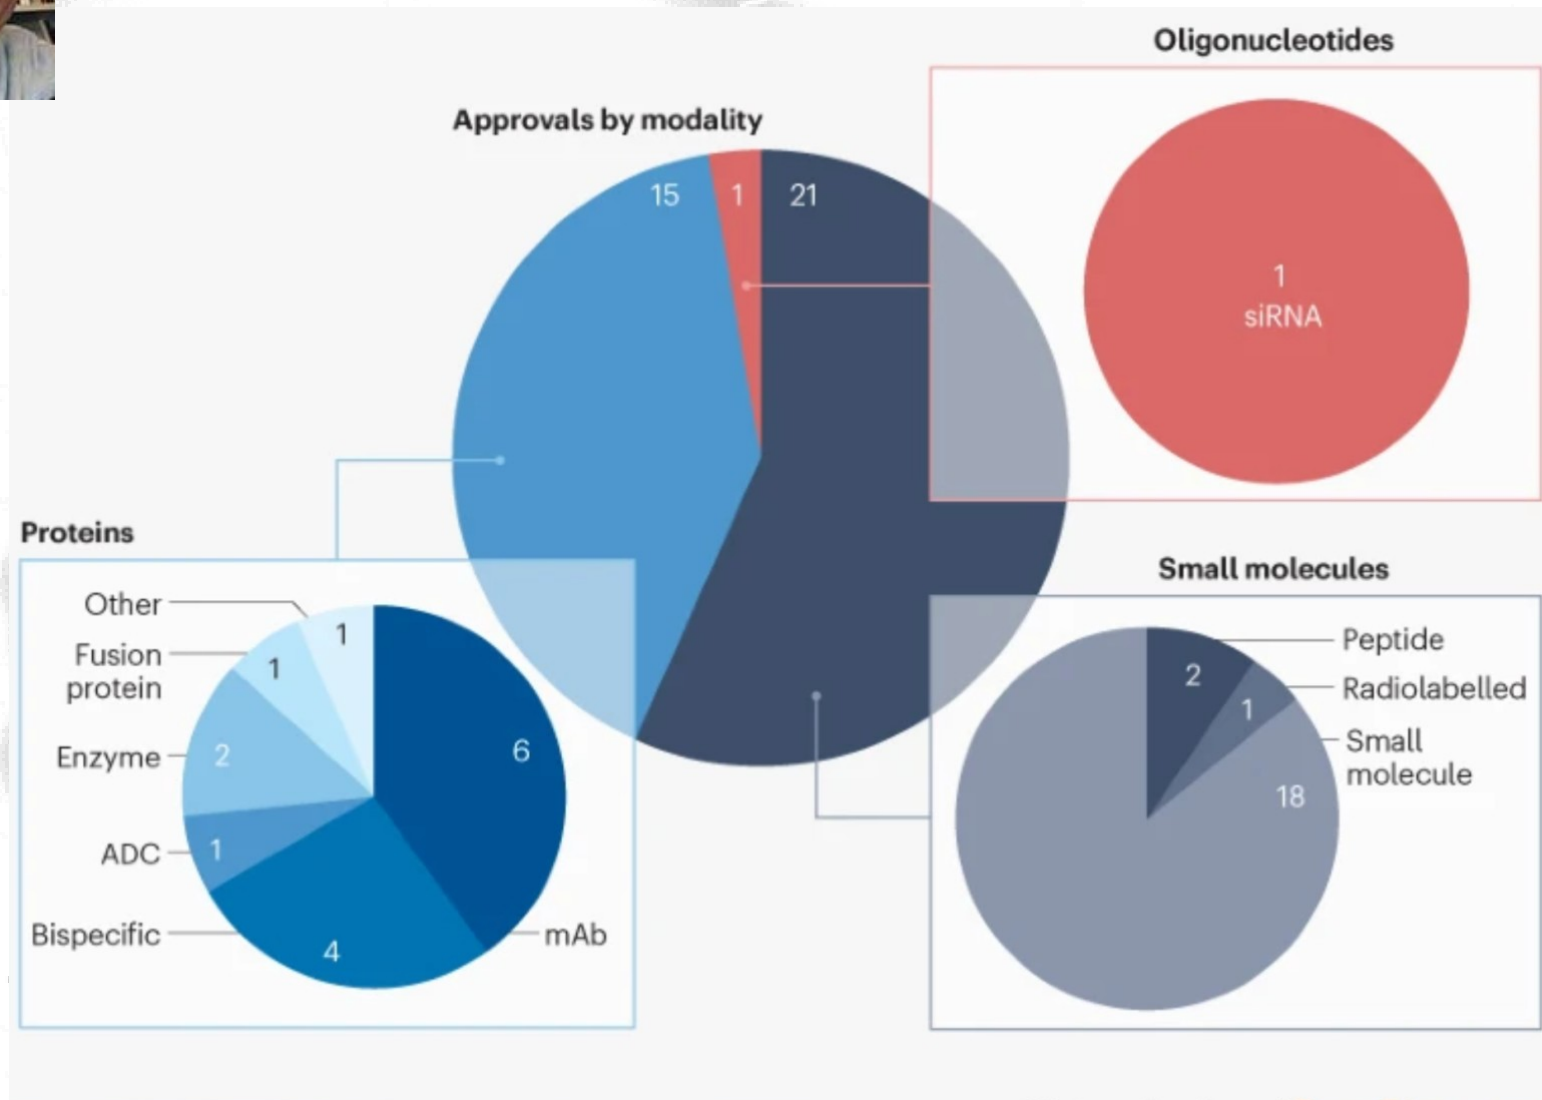 Oligonucleotides
Approvals by modality
15
1
21
1
siRNA
Proteins
Other
1
Fusion
protein
1
Enzyme
2
ADC
1
Bispecific
4
6
mAb
Small molecules
Peptide
2
Radiolabelled
1
Small
molecule
18